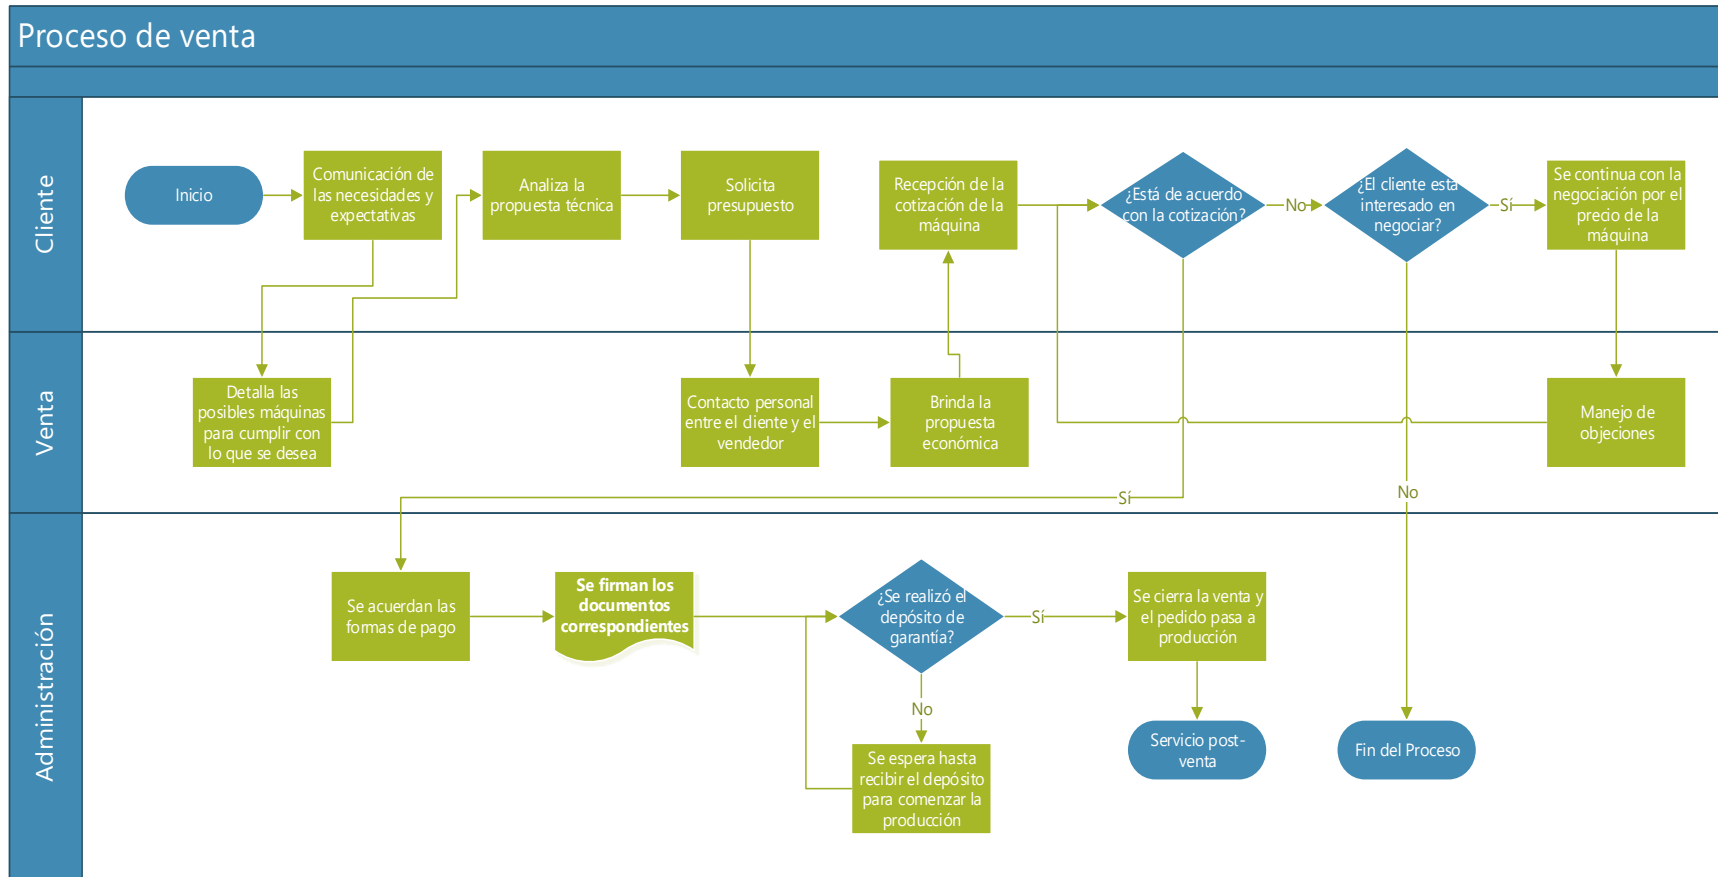 Proceso de venta
Cliente
Inicio
Comunicación de
las necesidades y
expectativas
Analiza la
propuesta técnica
Solicita
presupuesto
Recepción de la
cotización de la
máquina
¿Está de acuerdo
con la cotización?
No
¿El cliente está
interesado en
negociar?
Sí
Se continua con la
negociación por el
precio de la
máquina
Venta
Detalla las
posibles máquinas
para cumplir con
lo que se desea
Contacto personal
entre el cliente y el
vendedor
Brinda la
propuesta
económica
Manejo de
objeciones
Sí
No
Administración
Se acuerdan las
formas de pago
Se firman los
documentos
correspondientes
¿Se realizó el
depósito de
garantía?
Sí
Se cierra la venta y
el pedido pasa a
producción
No
Se espera hasta
recibir el depósito
para comenzar la
producción
Servicio post-
venta
Fin del Proceso